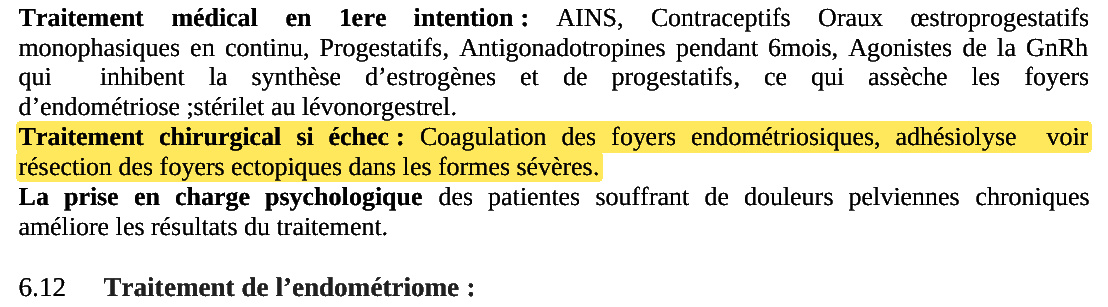 Traitement médical en 1ere intention : AINS, Contraceptifs Oraux œstroprogestatifs
monophasiques en continu, Progestatifs, Antigonadotropines pendant 6mois, Agonistes de la GnRh
qui inhibent la synthèse d’estrogènes et de progestatifs, ce qui assèche les foyers
d’endométriose ;stérilet au lévonorgestrel.
Traitement chirurgical si échec : Coagulation des foyers endométriosiques, adhésiolyse voir
résection des foyers ectopiques dans les formes sévères.
La prise en charge psychologique des patientes souffrant de douleurs pelviennes chroniques
améliore les résultats du traitement.
6.12 Traitement de l’endométriome :